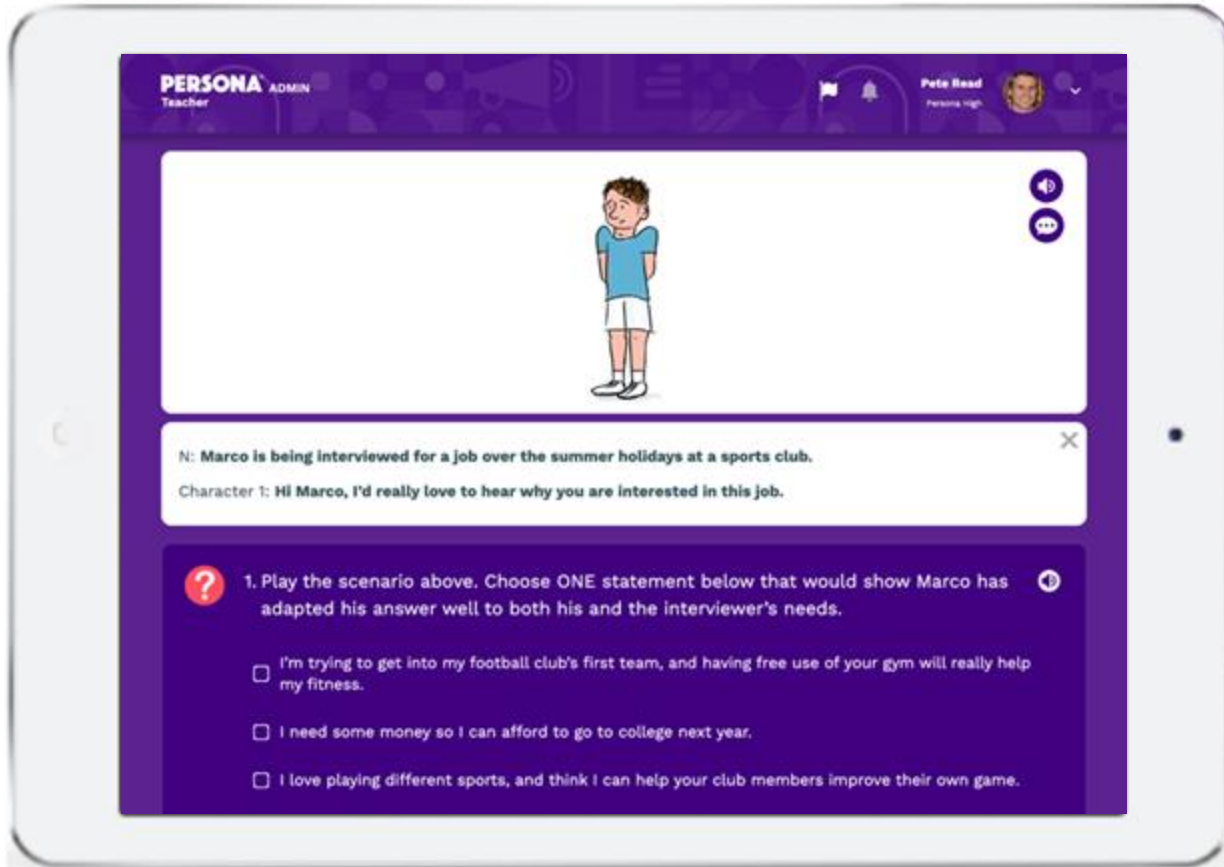 PERSONA ADMIN
Teacher
Pete Read
Persona High
N: Marco is being interviewed for a job over the summer holidays at a sports club.
Character 1: Hi Marco, I'd really love to hear why you are interested in this job.
?
1. Play the scenario above. Choose ONE statement below that would show Marco has
adapted his answer well to both his and the interviewer's needs.
I'm trying to get into my football club's first team, and having free use of your gym will really help
my fitness.
I need some money so I can afford to go to college next year.
I love playing different sports, and think I can help your club members improve their own game.